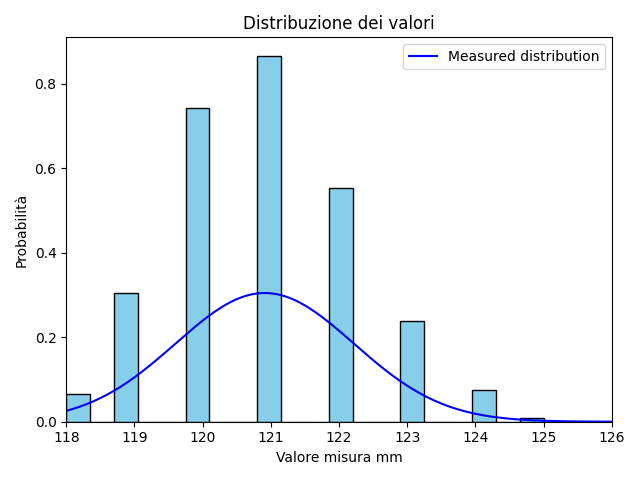 Distribuzione dei valori
Measured distribution
Probabilità
0.8
0.6
0.4
0.2
0.0
118 119 120 121 122 123 124 125 126
Valore misura mm